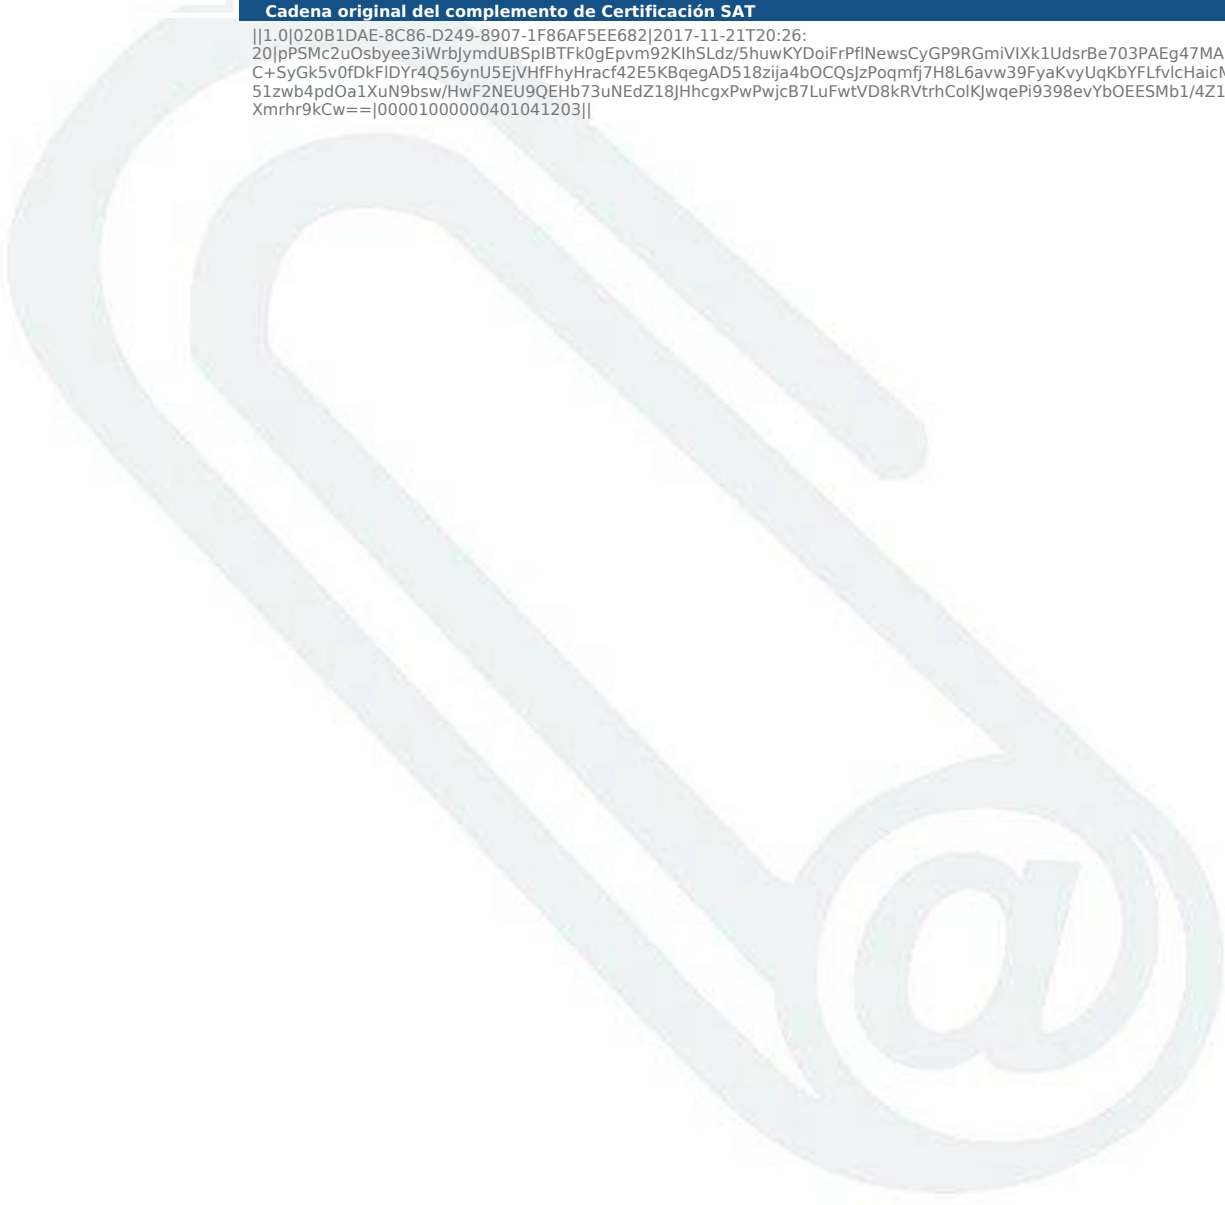 Cadena original del complemento de Certificación SAT
||1.0|020B1DAE-8C86-D249-8907-1F86AF5EE682|2017-11-21T20:26:
20|pPSMc2uOsbyee3iWrbJymdUBSpIBTFk0gEpvm92KIhSLdz/5huwKYDoiFrPflNewsCyGP9RGmiVIXk1UdsrBe703PAEg47MA
C+SyGk5v0fDkFlDYr4Q56ynU5EjVHfFhyHracf42E5KBqegAD518zija4bOCQsJzPoqmfj7H8L6avw39FyaKvyUqKbYFLfvlcHaicM
51zwb4pdOa1XuN9bsw/HwF2NEU9QEHb73uNEdZ18JHhcgxPwPwjcB7LuFwtVD8kRVtrhColKJwqePi9398evYbOEESMb1/4Z1
Xmrhr9kCw==|00001000000401041203||
@